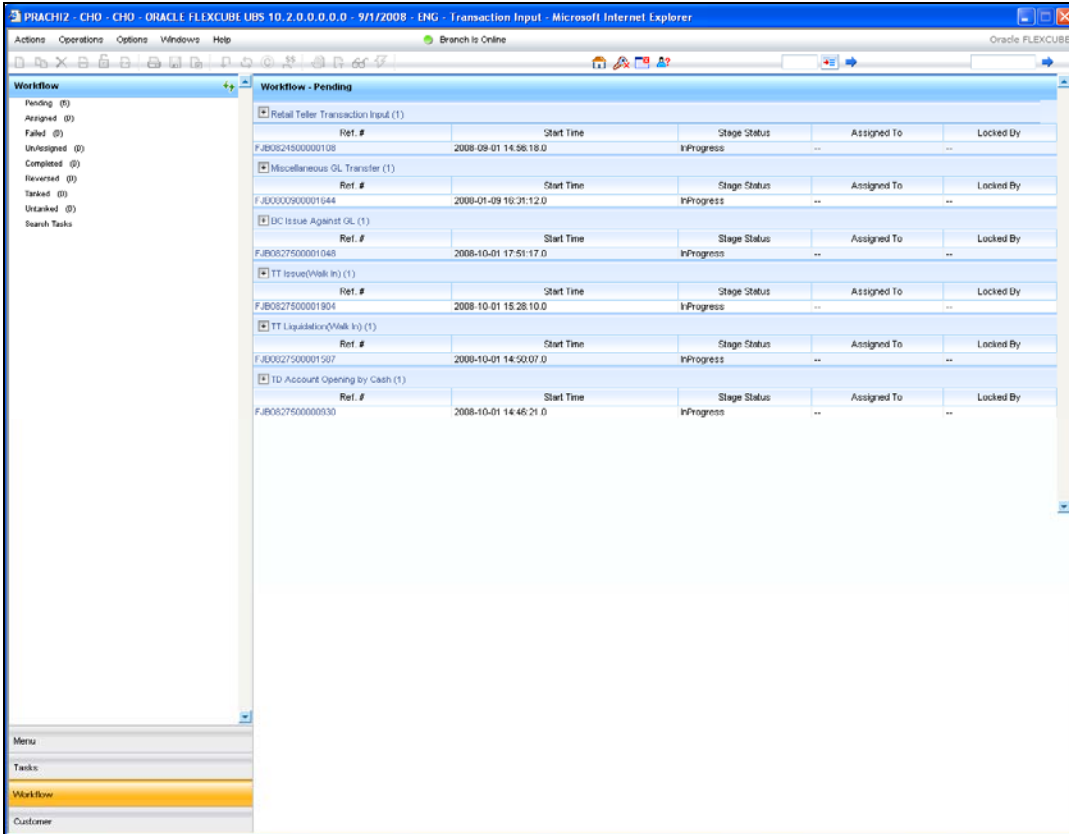 PRACHI2 - CHO - CHO - ORACLE FLEXCUBE UBS 10.2.0.0.0.0.0 - 9/1/2008 - ENG - Transaction Input - Microsoft Internet Explorer
Actions Operations Options Windows Help Branch Is Online Oracle FLEXCUBE
Workflow
Pending (6)
Assigned (0)
Failed (0)
UnAssigned (0)
Completed (0)
Reversed (0)
Tanked (0)
Untanked (0)
Search Tasks
Workflow - Pending
Retail Teller Transaction Input (1)
Ref. # Start Time Stage Status Assigned To Locked By
FJB0824500000108 2008-09-01 14:56:18.0 InProgress -- --
Miscellaneous GL Transfer (1)
Ref. # Start Time Stage Status Assigned To Locked By
FJB0800900001644 2008-01-09 16:31:12.0 InProgress -- --
BC Issue Against GL (1)
Ref. # Start Time Stage Status Assigned To Locked By
FJB0827500001048 2008-10-01 17:51:17.0 InProgress -- --
TT Issue(Walk In) (1)
Ref. # Start Time Stage Status Assigned To Locked By
FJB0827500001904 2008-10-01 15:28:10.0 InProgress -- --
TT Liquidation(Walk In) (1)
Ref. # Start Time Stage Status Assigned To Locked By
FJB0827500001587 2008-10-01 14:50:07.0 InProgress -- --
TD Account Opening by Cash (1)
Ref. # Start Time Stage Status Assigned To Locked By
FJB0827500000930 2008-10-01 14:46:21.0 InProgress -- --
Menu
Tasks
Workflow
Customer